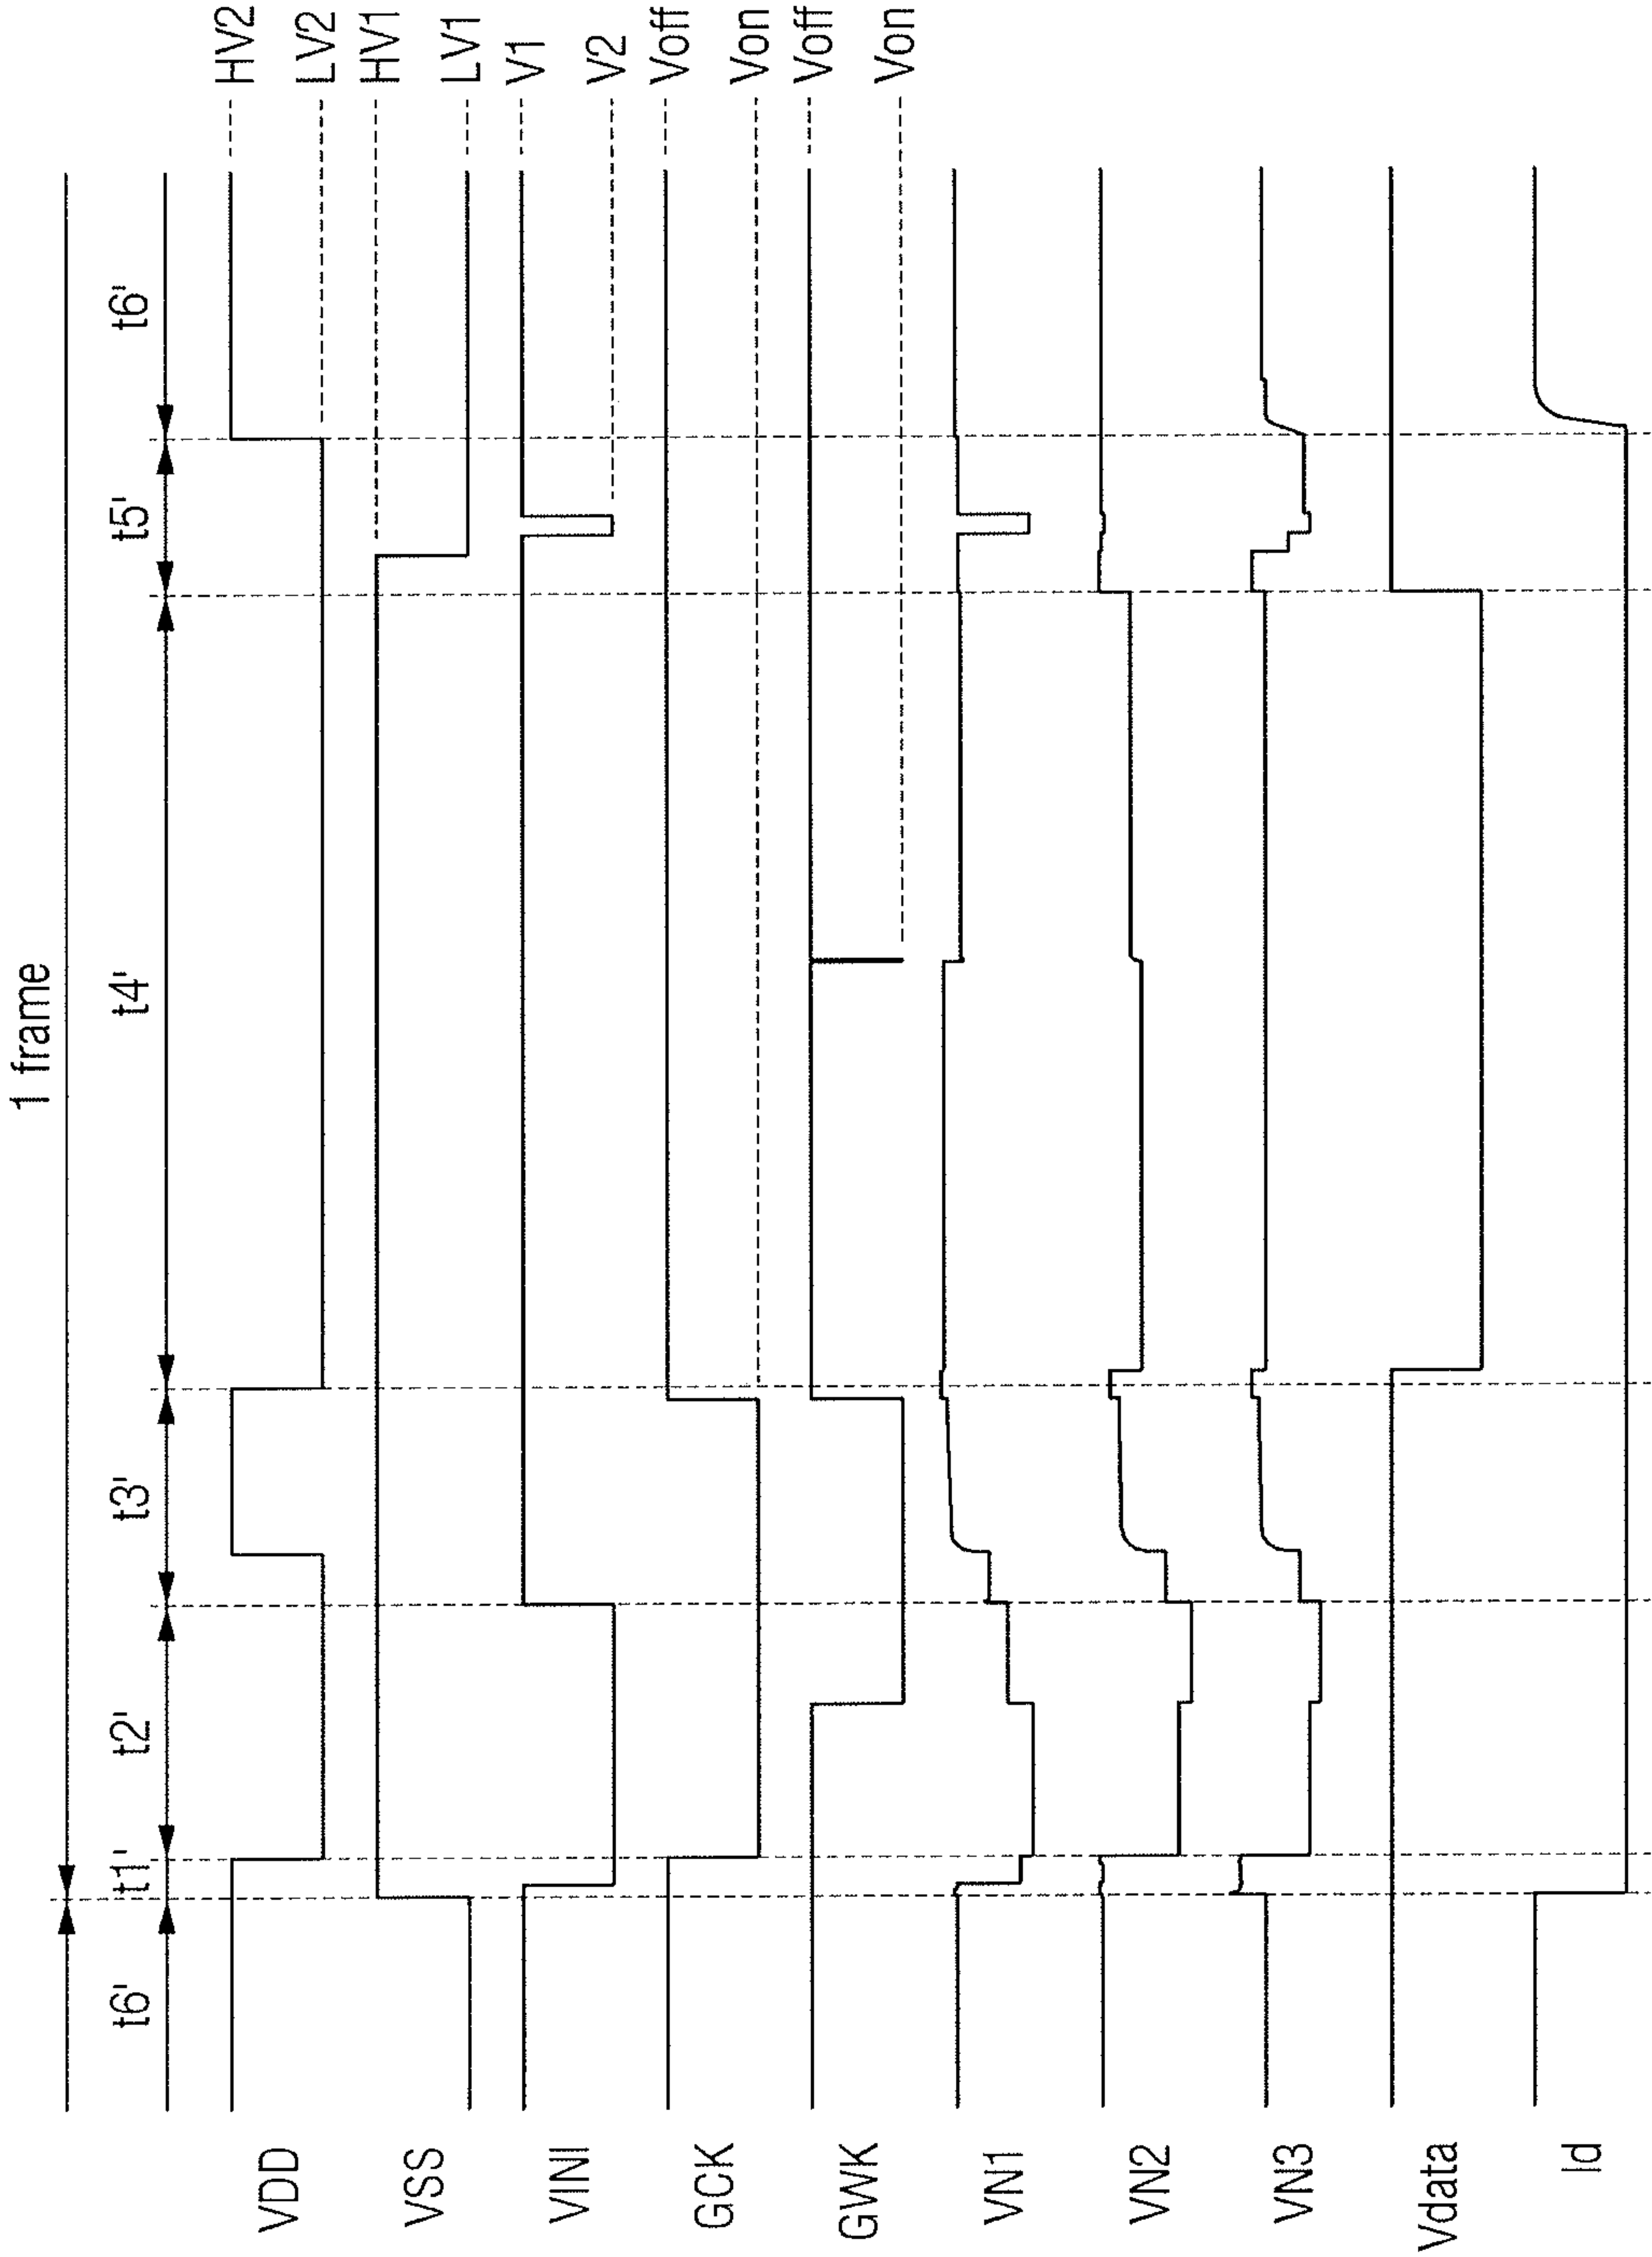 1 frame
t6' t1' t2' t3' t4' t5' t6'
VDD HV2
LV2
VSS HV1
LV1
VINI V1
V2
GCK Voff
Von
GWK Voff
Von
VN1
VN2
VN3
Vdata
Id